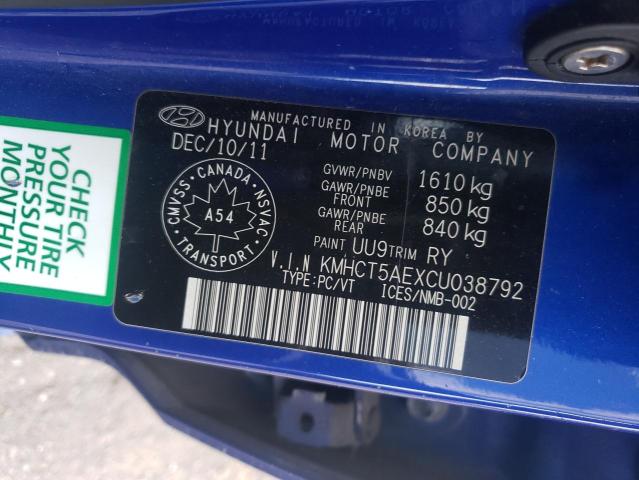 MANUFACTURED IN KOREA BY
HYUNDAI MOTOR COMPANY
DEC/10/11
GVWR/PNBV 1610 kg
GAWR/PNBE FRONT 850 kg
GAWR/PNBE REAR 840 kg
PAINT UU9 TRIM RY
V.I.N KMHCT5AEXCU038792
TYPE:PC/VT ICES/NMB-002
CMVSS • CANADA • NSVAC
A54
TRANSPORT
CHECK
YOUR TIRE
PRESSURE
MONTHLY